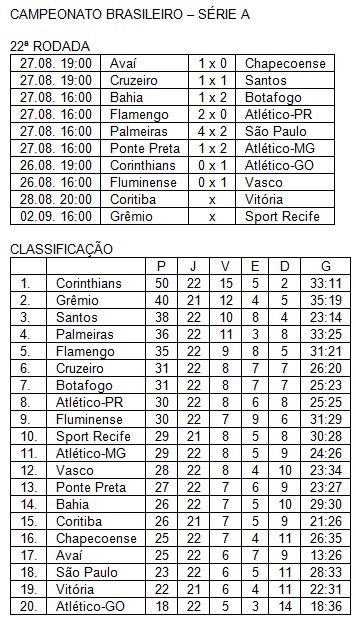 CAMPEONATO BRASILEIRO – SÉRIE A
22ª RODADA
27.08. 19:00 Avaí 1 x 0 Chapecoense
27.08. 19:00 Cruzeiro 1 x 1 Santos
27.08. 16:00 Bahia 1 x 2 Botafogo
27.08. 16:00 Flamengo 2 x 0 Atlético-PR
27.08. 16:00 Palmeiras 4 x 2 São Paulo
27.08. 16:00 Ponte Preta 1 x 2 Atlético-MG
26.08. 19:00 Corinthians 0 x 1 Atlético-GO
26.08. 16:00 Fluminense 0 x 1 Vasco
28.08. 20:00 Coritiba x Vitória
02.09. 16:00 Grêmio x Sport Recife
CLASSIFICAÇÃO
P J V E D G
1. Corinthians 50 22 15 5 2 33:11
2. Grêmio 40 21 12 4 5 35:19
3. Santos 38 22 10 8 4 23:14
4. Palmeiras 36 22 11 3 8 33:25
5. Flamengo 35 22 9 8 5 31:21
6. Cruzeiro 31 22 8 7 7 26:20
7. Botafogo 31 22 8 7 7 25:23
8. Atlético-PR 30 22 8 6 8 25:25
9. Fluminense 30 22 7 9 6 31:29
10. Sport Recife 29 21 8 5 8 30:28
11. Atlético-MG 29 22 8 5 9 24:26
12. Vasco 28 22 8 4 10 23:34
13. Ponte Preta 27 22 7 6 9 23:27
14. Bahia 26 22 7 5 10 29:30
15. Coritiba 26 21 7 5 9 21:26
16. Chapecoense 25 22 7 4 11 26:35
17. Avaí 25 22 6 7 9 13:26
18. São Paulo 23 22 6 5 11 28:33
19. Vitória 22 21 6 4 11 22:31
20. Atlético-GO 18 22 5 3 14 18:36